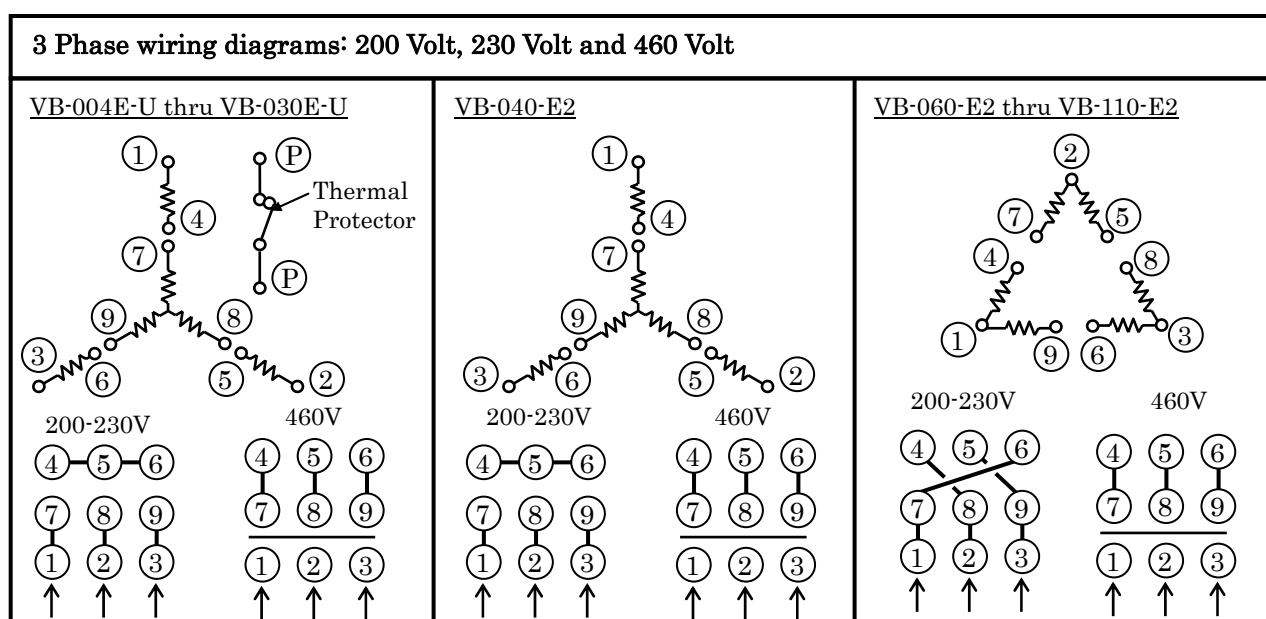 3 Phase wiring diagrams: 200 Volt, 230 Volt and 460 Volt
VB-004E-U thru VB-030E-U
1
P
Thermal
Protector
4
7
P
9
8
3
6
5
2
200-230V
460V
4 5 6
7 8 9
1 2 3
4 5 6
7 8 9
1 2 3
VB-040-E2
1
4
7
9
8
3
6
5
2
200-230V
460V
4 5 6
7 8 9
1 2 3
4 5 6
7 8 9
1 2 3
VB-060-E2 thru VB-110-E2
2
7
5
4
8
1
9
6
3
200-230V
460V
4 5 6
7 8 9
1 2 3
4 5 6
7 8 9
1 2 3